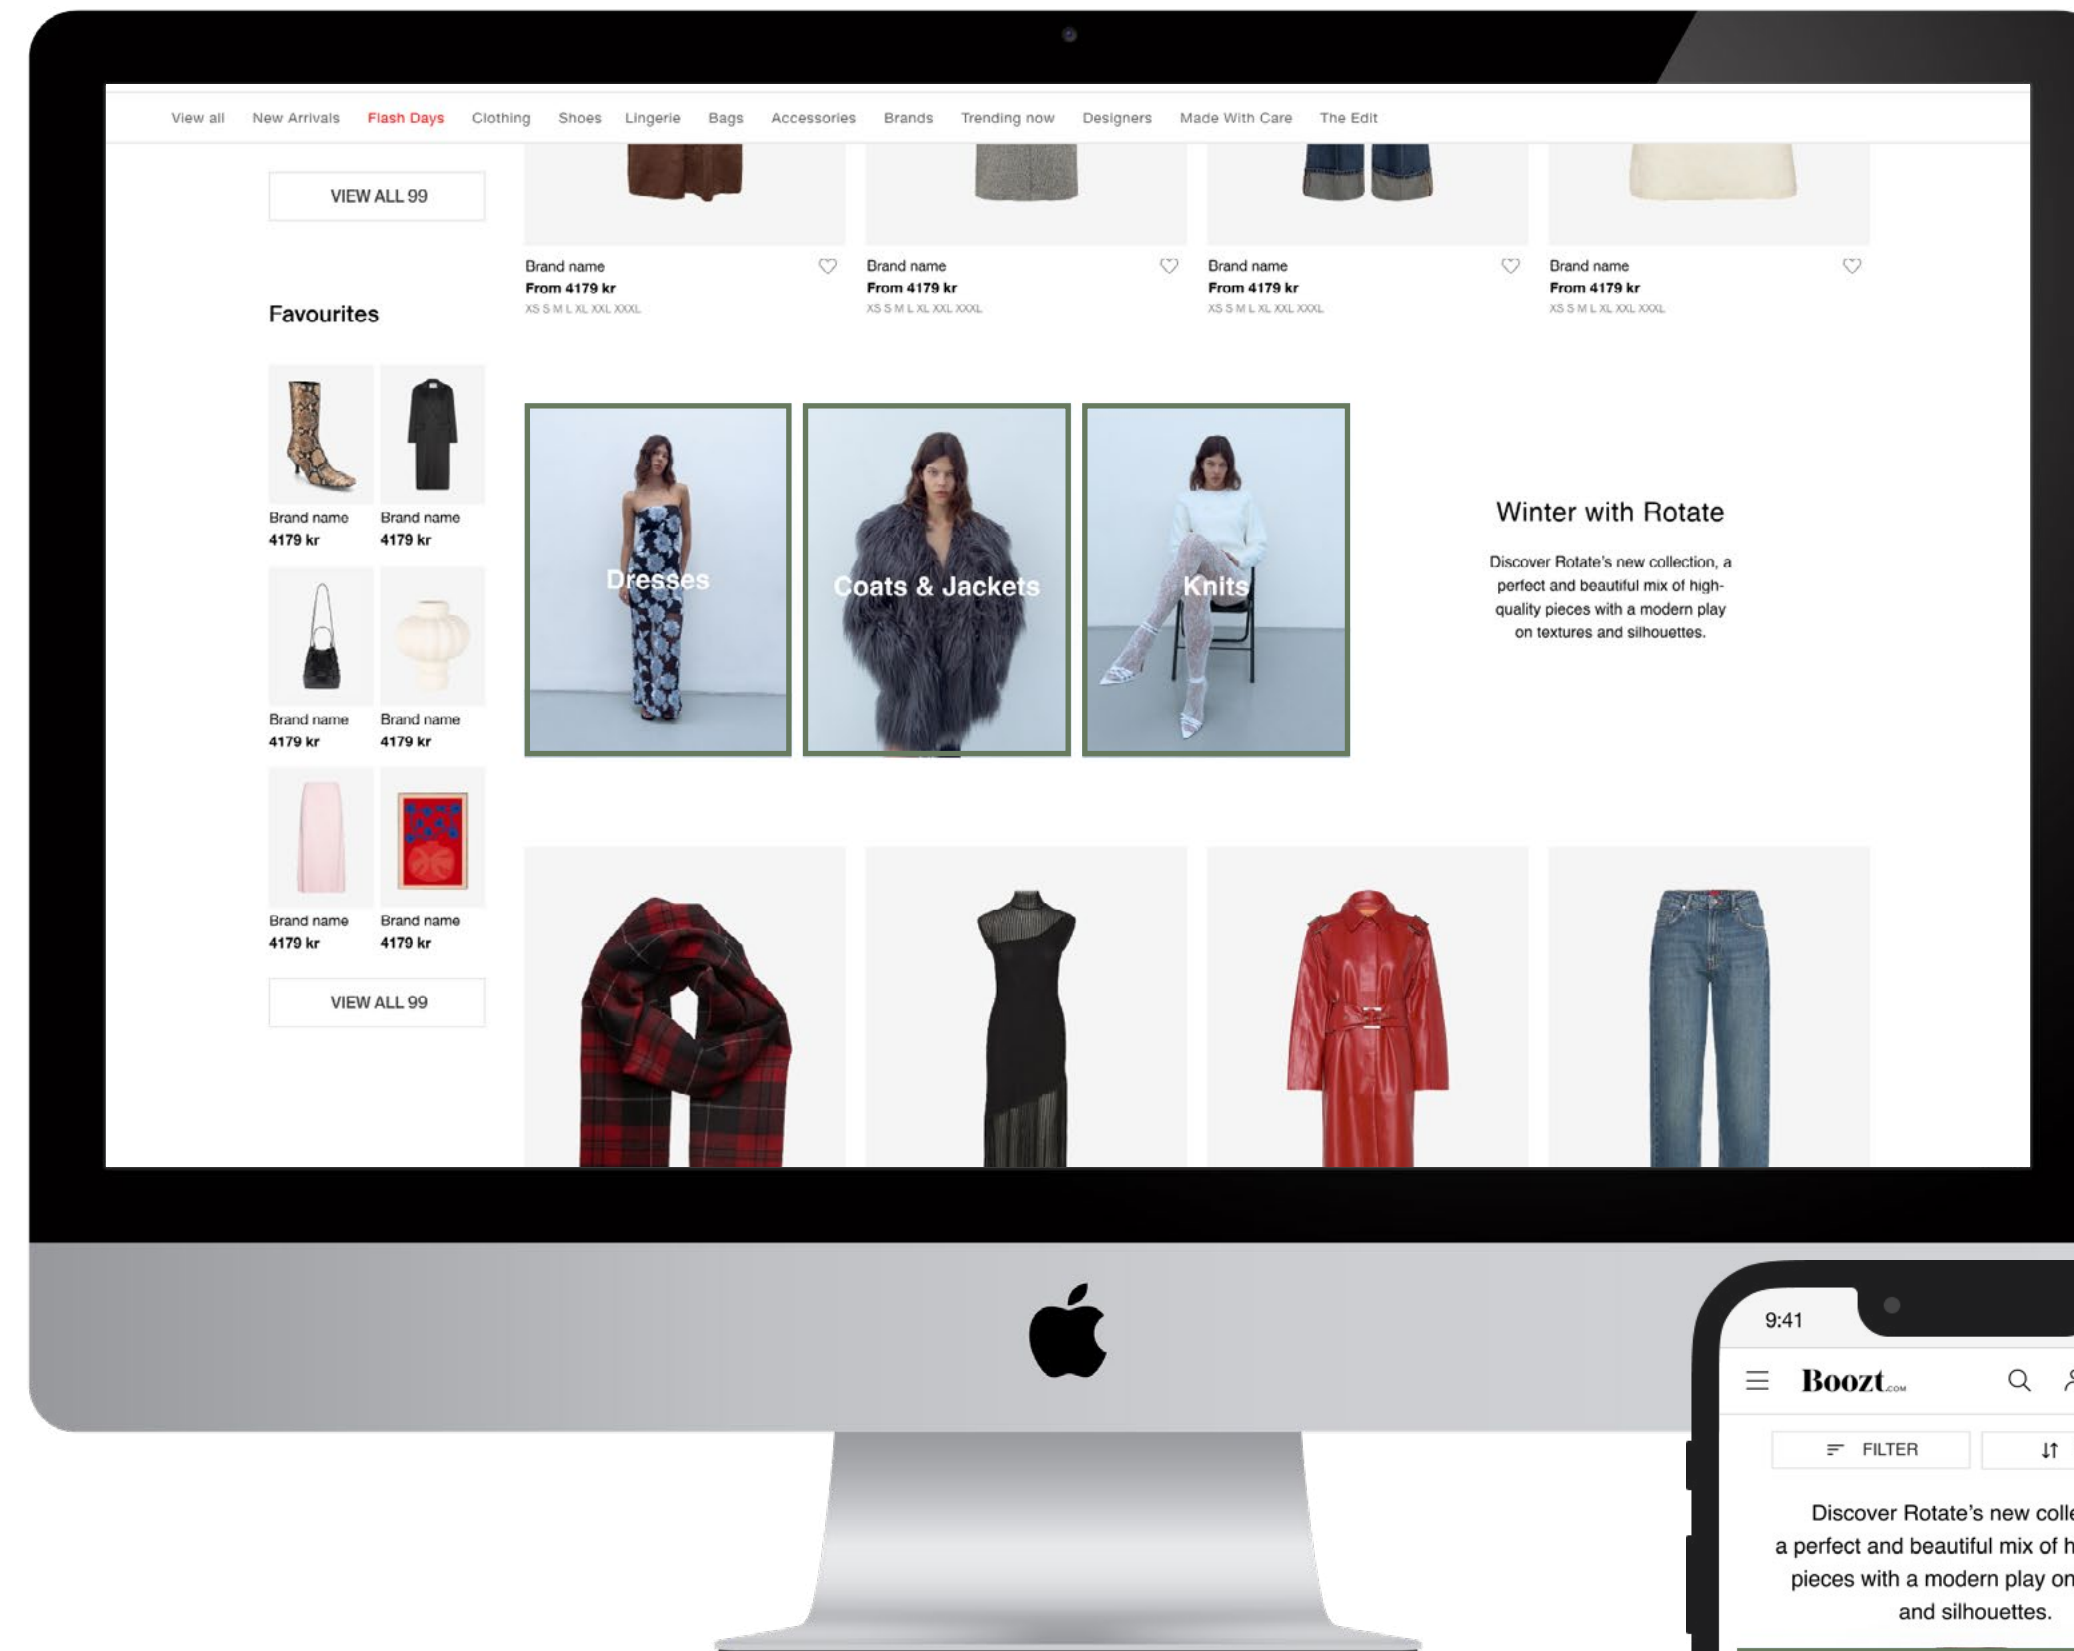 View all New Arrivals Flash Days Clothing Shoes Lingerie Bags Accessories Brands Trending now Designers Made With Care The Edit
VIEW ALL 99
Brand name
From 4179 kr
XS S M L XL XXL XXXL
Brand name
From 4179 kr
XS S M L XL XXL XXXL
Brand name
From 4179 kr
XS S M L XL XXL XXXL
Brand name
From 4179 kr
XS S M L XL XXL XXXL
Favourites
Brand name
4179 kr
Brand name
4179 kr
Brand name
4179 kr
Brand name
4179 kr
Brand name
4179 kr
Brand name
4179 kr
VIEW ALL 99
Dresses
Coats & Jackets
Knits
Winter with Rotate
Discover Rotate's new collection, a
perfect and beautiful mix of high-
quality pieces with a modern play
on textures and silhouettes.
9:41
Boozt.COM
FILTER
Discover Rotate's new colle
a perfect and beautiful mix of h
pieces with a modern play on
and silhouettes.